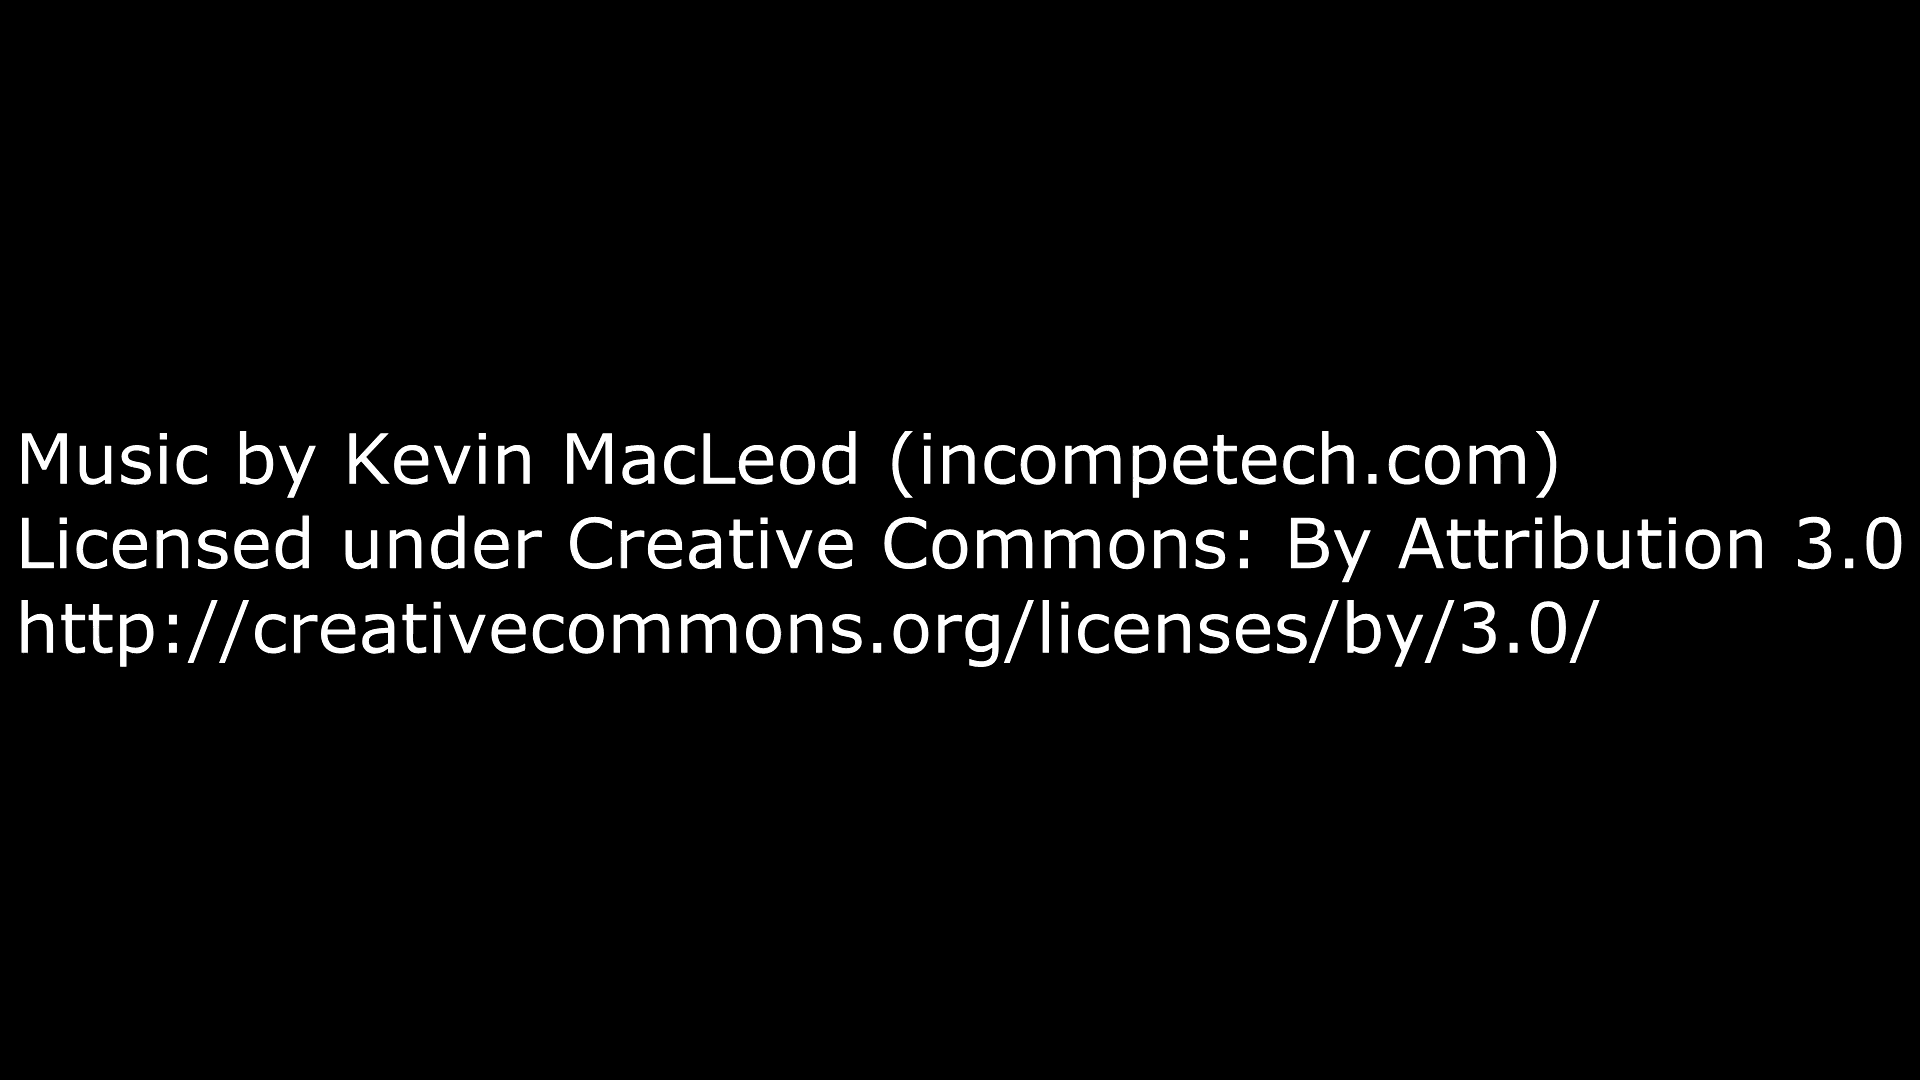 Music by Kevin MacLeod (incompetech.com)
Licensed under Creative Commons: By Attribution 3.0
http://creativecommons.org/licenses/by/3.0/